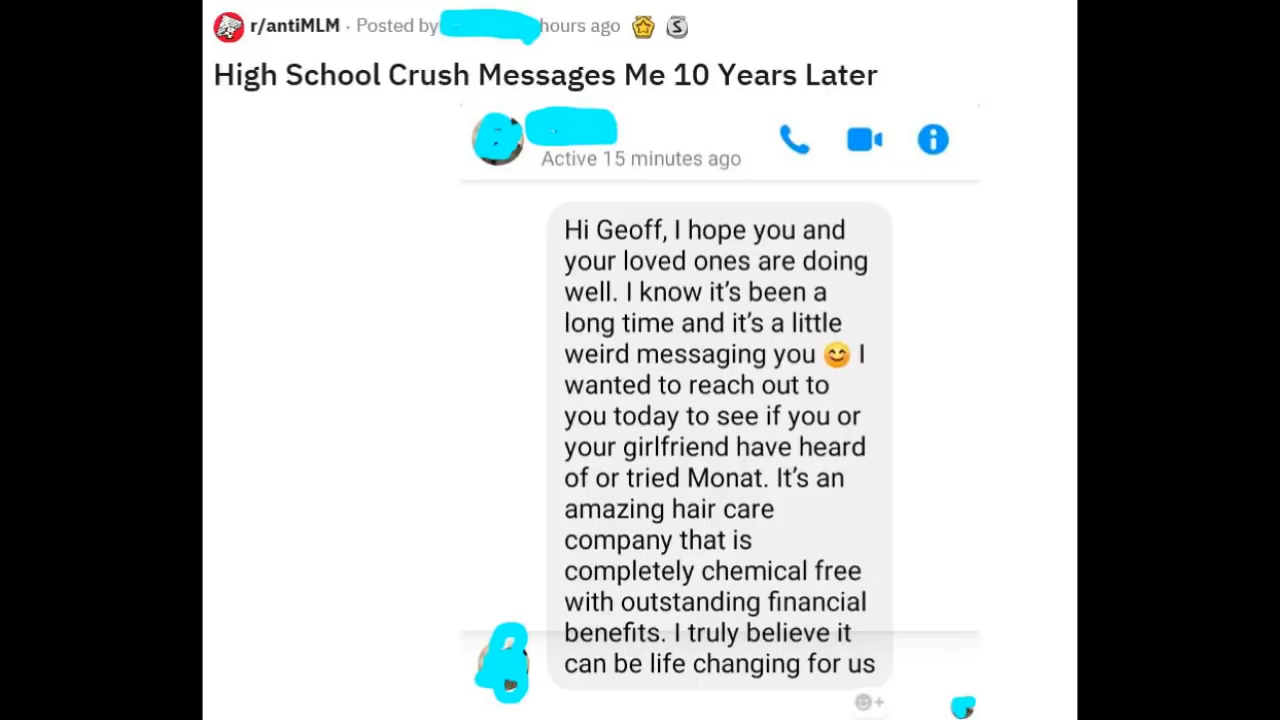 r/antiMLM · Posted by hours ago
High School Crush Messages Me 10 Years Later
Active 15 minutes ago
Hi Geoff, I hope you and
your loved ones are doing
well. I know it's been a
long time and it's a little
weird messaging you 😊 I
wanted to reach out to
you today to see if you or
your girlfriend have heard
of or tried Monat. It's an
amazing hair care
company that is
completely chemical free
with outstanding financial
benefits. I truly believe it
can be life changing for us